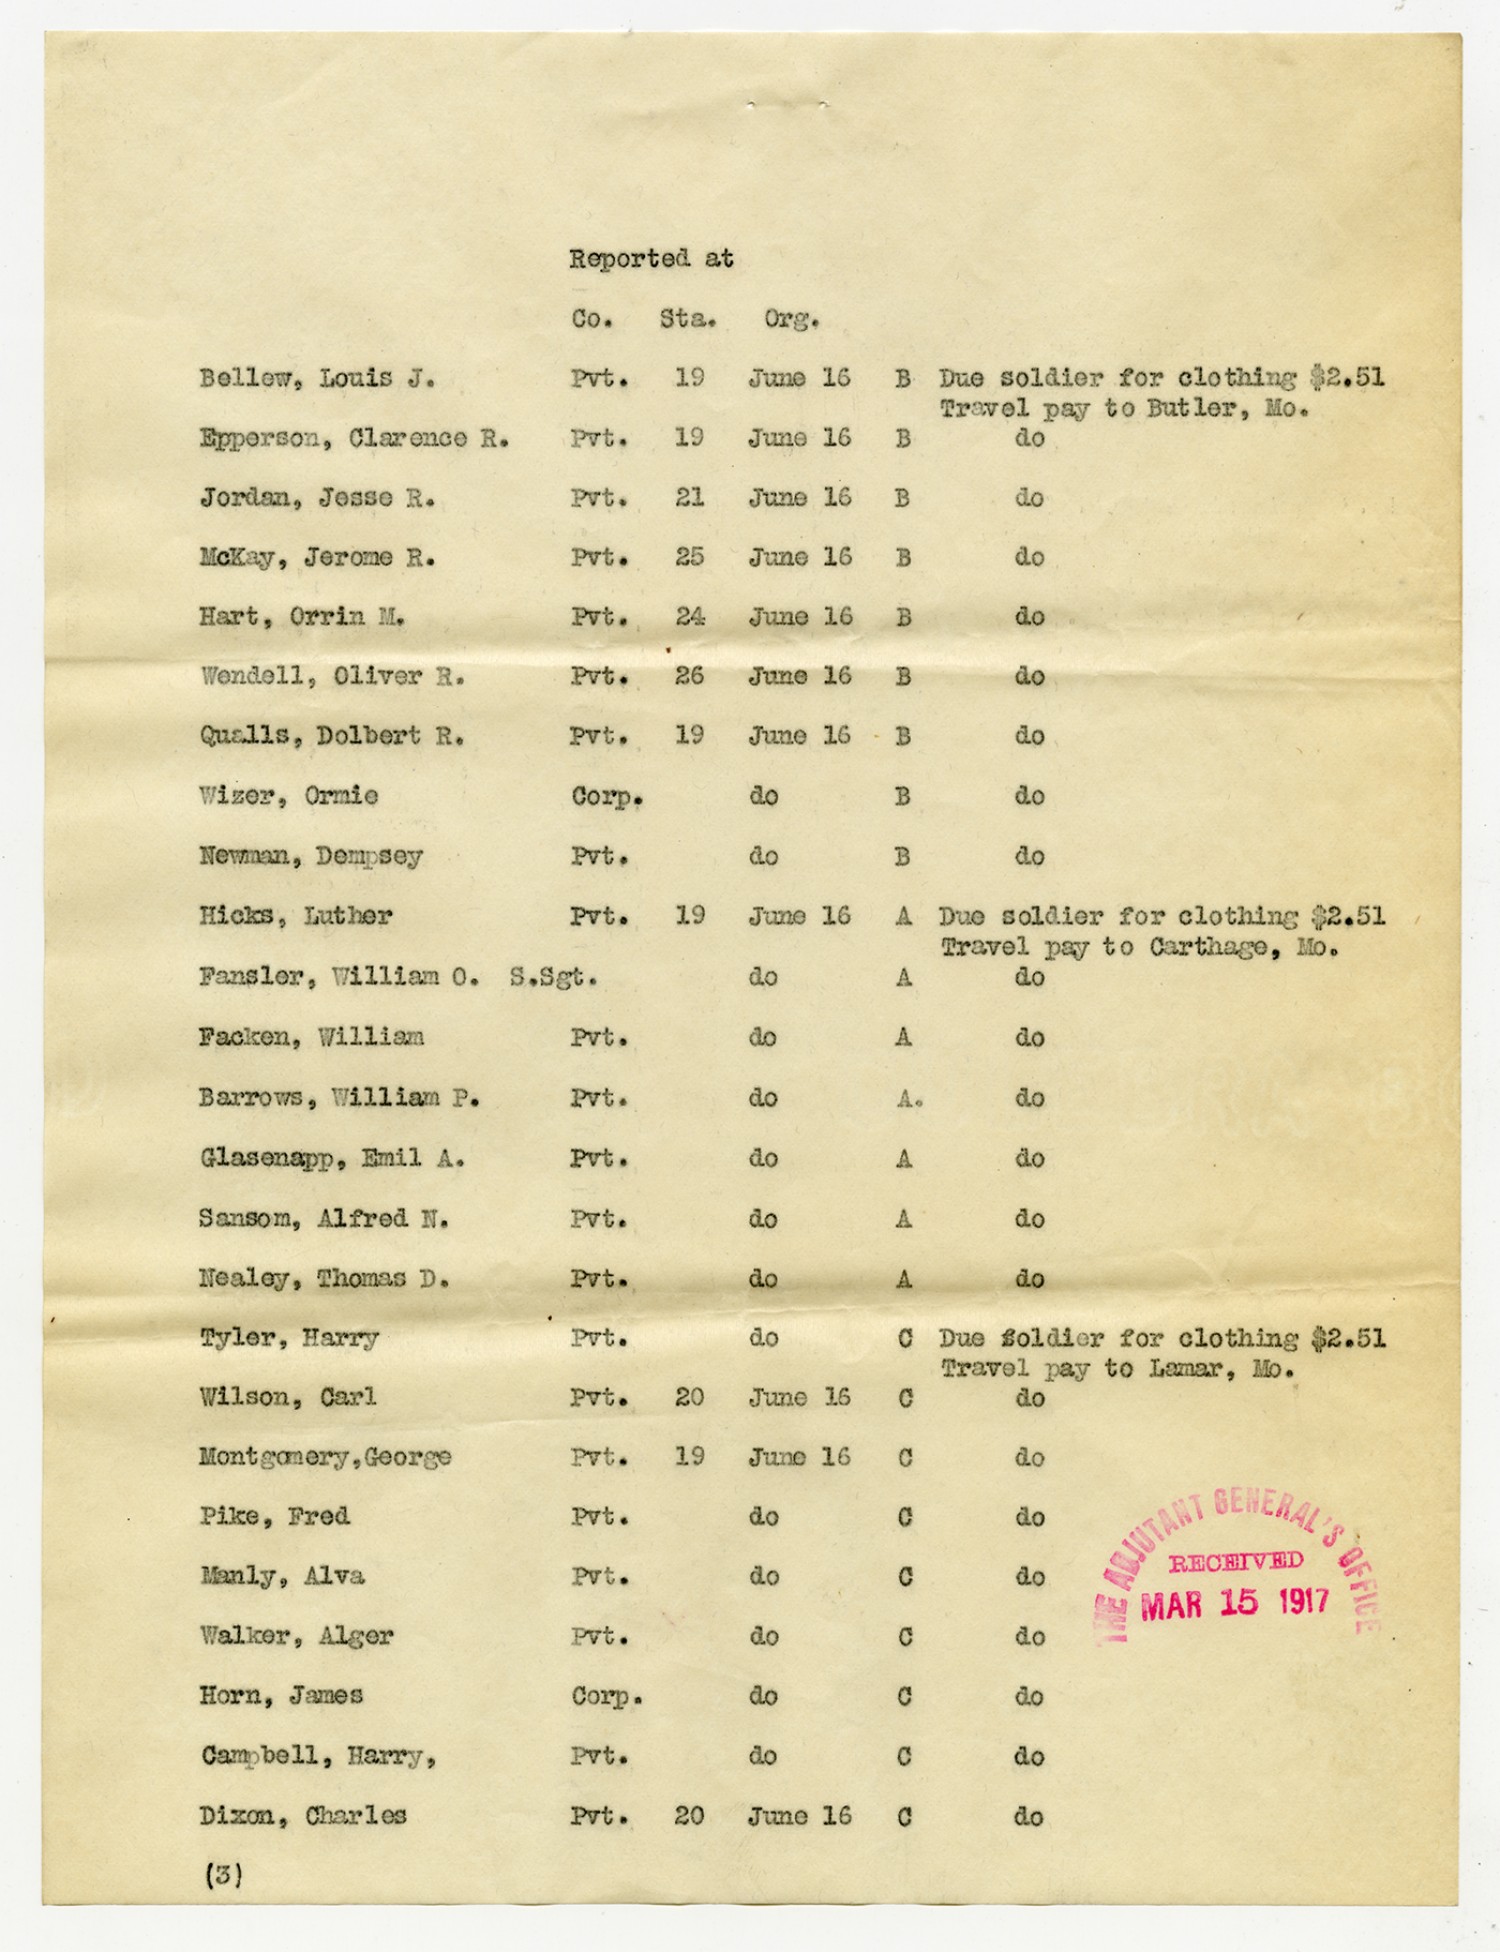 Reported at
Co. Sta. Org.
Bellew, Louis J. Pvt. 19 June 16 B Due soldier for clothing $2.51
Travel pay to Butler, Mo.
Epperson, Clarence R. Pvt. 19 June 16 B do
Jordan, Jesse R. Pvt. 21 June 16 B do
McKay, Jerome R. Pvt. 25 June 16 B do
Hart, Orrin M. Pvt. 24 June 16 B do
Wendell, Oliver R. Pvt. 26 June 16 B do
Qualls, Dolbert R. Pvt. 19 June 16 B do
Wizer, Ormie Corp. do B do
Newman, Dempsey Pvt. do B do
Hicks, Luther Pvt. 19 June 16 A Due soldier for clothing $2.51
Travel pay to Carthage, Mo.
Fansler, William O. S.Sgt. do A do
Facken, William Pvt. do A do
Barrows, William P. Pvt. do A. do
Glasenapp, Emil A. Pvt. do A do
Sansom, Alfred N. Pvt. do A do
Nealey, Thomas D. Pvt. do A do
Tyler, Harry Pvt. do C Due soldier for clothing $2.51
Travel pay to Lamar, Mo.
Wilson, Carl Pvt. 20 June 16 C do
Montgomery,George Pvt. 19 June 16 C do
Pike, Fred Pvt. do C do
Manly, Alva Pvt. do C do
Walker, Alger Pvt. do C do
Horn, James Corp. do C do
Campbell, Harry, Pvt. do C do
Dixon, Charles Pvt. 20 June 16 C do
(3)
THE ADJUTANT GENERAL'S OFFICE
RECEIVED
MAR 15 1917